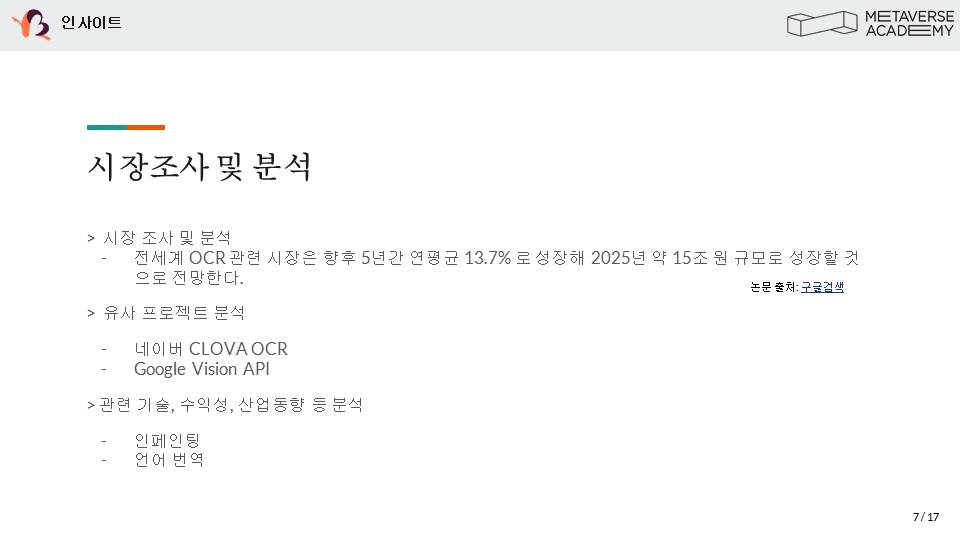 인사이트
METAVERSE
ACADEMY
시장조사 및 분석
> 시장 조사 및 분석
- 전세계 OCR관련 시장은 향후 5년간 연평균 13.7% 로 성장해 2025년 약 15조 원 규모로 성장할 것
으로 전망한다.
논문 출처: 구글검색
> 유사 프로젝트 분석
- 네이버 CLOVA OCR
- Google Vision API
> 관련 기술, 수익성, 산업동향 등 분석
- 인페인팅
- 언어 번역
7 / 17